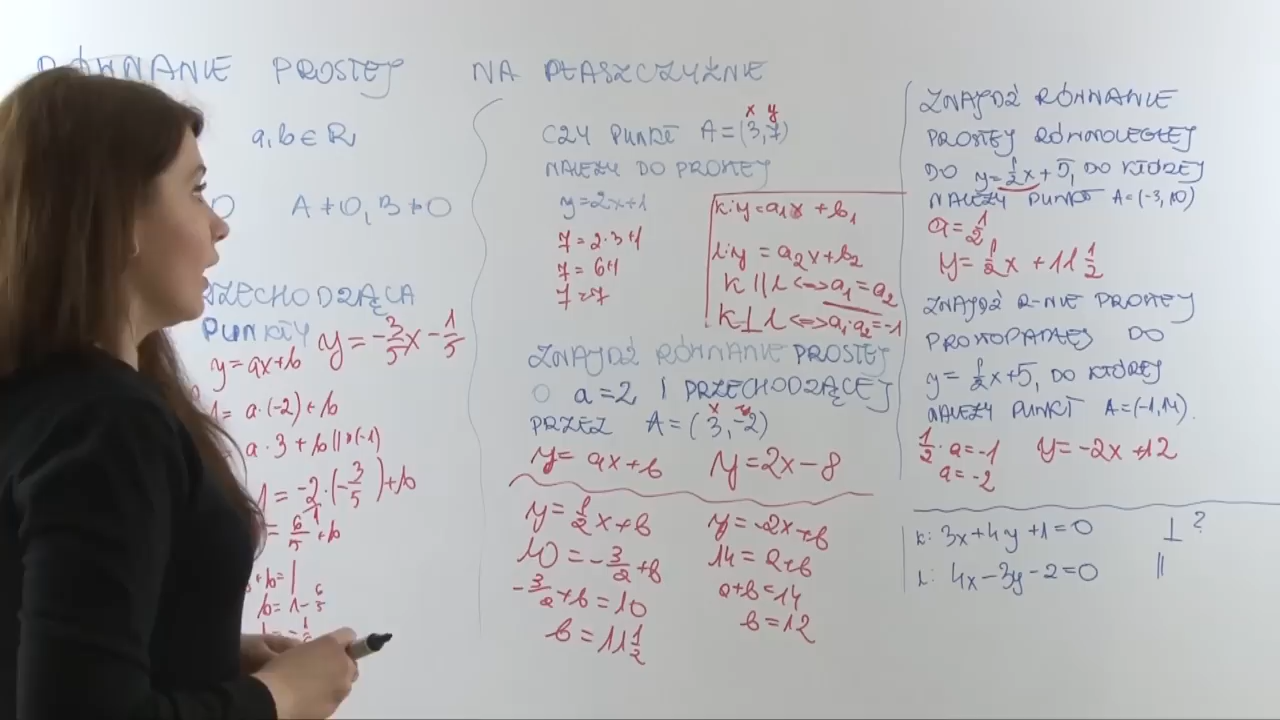 RÓWNANIE PROSTEJ NA PŁASZCZYŹNIE
a, b ∈ R
A ≠ 0, B ≠ 0
PUNKTY y = -3/5x - 1/5
y = ax + b
= a·(-2) + b
a·3 + b ||·(-1)
1 = -2·(-3/5) + b
= 6/5 + b
+b = 1
b = 1 - 6/5
CZY PUNKT A = (3, 7)
x y
NALEŻY DO PROSTEJ
y = 2x + 1
7 = 2·3 + 1
7 = 6 + 1
7 = 7
k: y = a₁x + b₁
l: y = a₂x + b₂
k || l <=> a₁ = a₂
k ⊥ l <=> a₁·a₂ = -1
ZNAJDŹ RÓWNANIE PROSTEJ
O a = 2 I PRZECHODZĄCEJ
PRZEZ A = (3, -2)
x y
y = ax + b y = 2x - 8
y = 1/2x + b
10 = -3/2 + b
-3/2 + b = 10
b = 11 1/2
y = -2x + b
14 = 2 + b
2 + b = 14
b = 12
ZNAJDŹ RÓWNANIE
PROSTEJ RÓWNOLEGŁEJ
DO y = 1/2x + 5, DO KTÓREJ
NALEŻY PUNKT A = (-3, 10)
a = 1/2
y = 1/2x + 11 1/2
ZNAJDŹ R-NIE PROSTEJ
PROSTOPADŁEJ DO
y = 1/2x + 5, DO KTÓREJ
NALEŻY PUNKT A = (-1, 14).
1/2·a = -1 y = -2x + 12
a = -2
k: 3x + 4y + 1 = 0 ⊥ ?
l: 4x - 3y - 2 = 0 ||